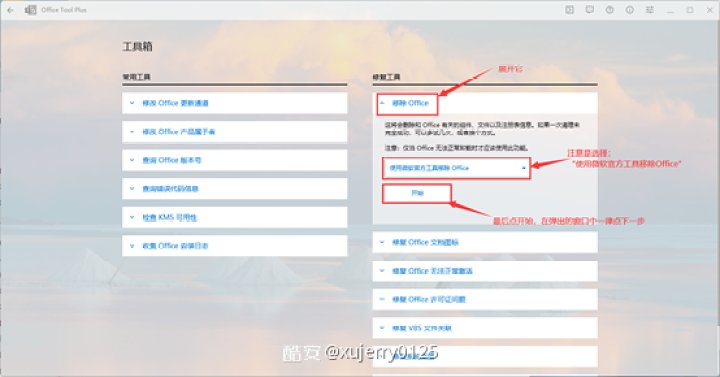 Office Tool Plus
工具箱
常用工具
修改 Office 更新通道
修改 Office 产品属于者
查询 Office 版本号
查询错误代码信息
检查 KMS 可用性
收集 Office 安装日志
修复工具
移除 Office
展开它
这将会删除和 Office 有关的组件、文件以及注册表信息。如果一次清理未
完全成功，可以多试几次，或者换个方式。
注意：仅当 Office 无法正常卸载时才应该使用此功能。
使用微软官方工具移除 Office
注意是选择：
"使用微软官方工具移除Office"
开始
最后点开始，在弹出的窗口中一律点下一步
修复 Office 文档图标
修复 Office 无法正常激活
修复 Office 许可证问题
修复 VBS 文件关联
酷安 @xujerry0125